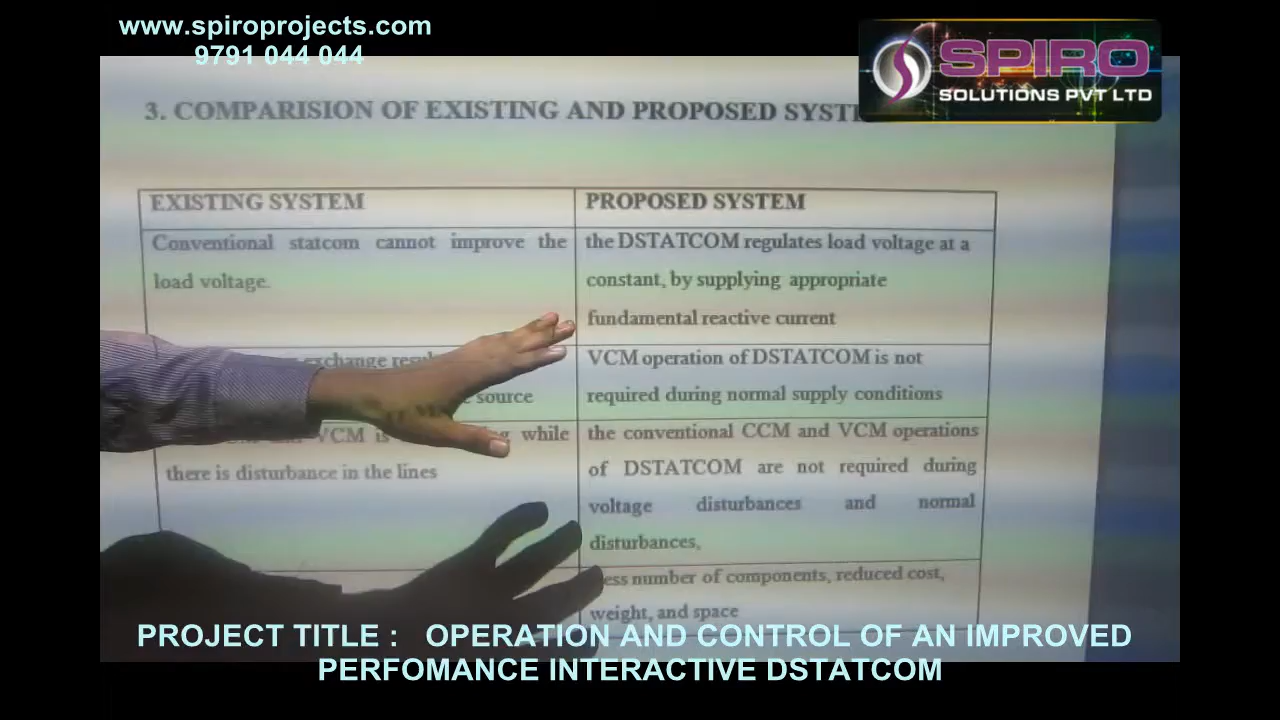 www.spiroprojects.com
9791 044 044
SPIRO
SOLUTIONS PVT LTD
3. COMPARISION OF EXISTING AND PROPOSED
EXISTING SYSTEM
PROPOSED SYSTEM
Conventional statcom cannot improve the
load voltage.
the DSTATCOM regulates load voltage at a
constant, by supplying appropriate
fundamental reactive current
exchange
source
VCM operation of DSTATCOM is not
required during normal supply conditions
VCM is while
there is disturbance in the lines
the conventional CCM and VCM operations
of DSTATCOM are not required during
voltage disturbances and normal
disturbances,
number of components, reduced cost,
weight, and space
PROJECT TITLE : OPERATION AND CONTROL OF AN IMPROVED
PERFOMANCE INTERACTIVE DSTATCOM